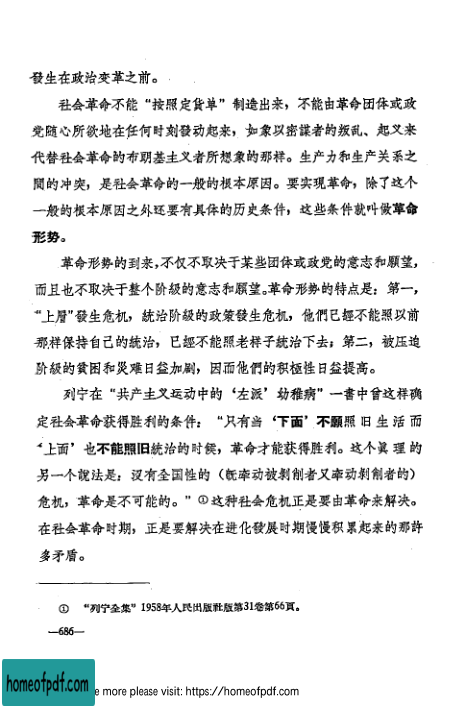 發生在政治变革之前。
社会革命不能“按照定货单”制造出来，不能由革命团体或政
党随心所欲地在任何时刻發动起来，如象以密謀者的叛乱、起义来
代替社会革命的布朗基主义者所想象的那样。生产力和生产关系之
間的冲突，是社会革命的一般的根本原因。要实現革命，除了这个
一般的根本原因之外还要有具体的历史条件，这些条件就叫做革命
形势。
革命形势的到来，不仅不取决于某些团体或政党的意志和願望，
而且也不取决于整个阶級的意志和願望。革命形势的特点是：第一，
“上層”發生危机，統治阶級的政策發生危机，他們已經不能照以前
那样保持自己的統治，已經不能照老样子統治下去；第二，被压迫
阶級的貧困和災难日益加剧，因而他們的积極性日益提高。
列宁在“共产主义运动中的‘左派’幼稚病”一書中曾这样确
定社会革命获得胜利的条件：“只有当‘下面’不願照旧生活而
‘上面’也不能照旧統治的时候，革命才能获得胜利。这个眞理的
另一个說法是：沒有全国性的（旣牵动被剝削者又牵动剝削者的）
危机，革命是不可能的。”①这种社会危机正是要由革命来解决。
在社会革命时期，正是要解决在进化發展时期慢慢积累起来的那許
多矛盾。
① “列宁全集”1958年人民出版社版第31卷第66頁。
—686—
homeofpdf.com
e more please visit: https://homeofpdf.com